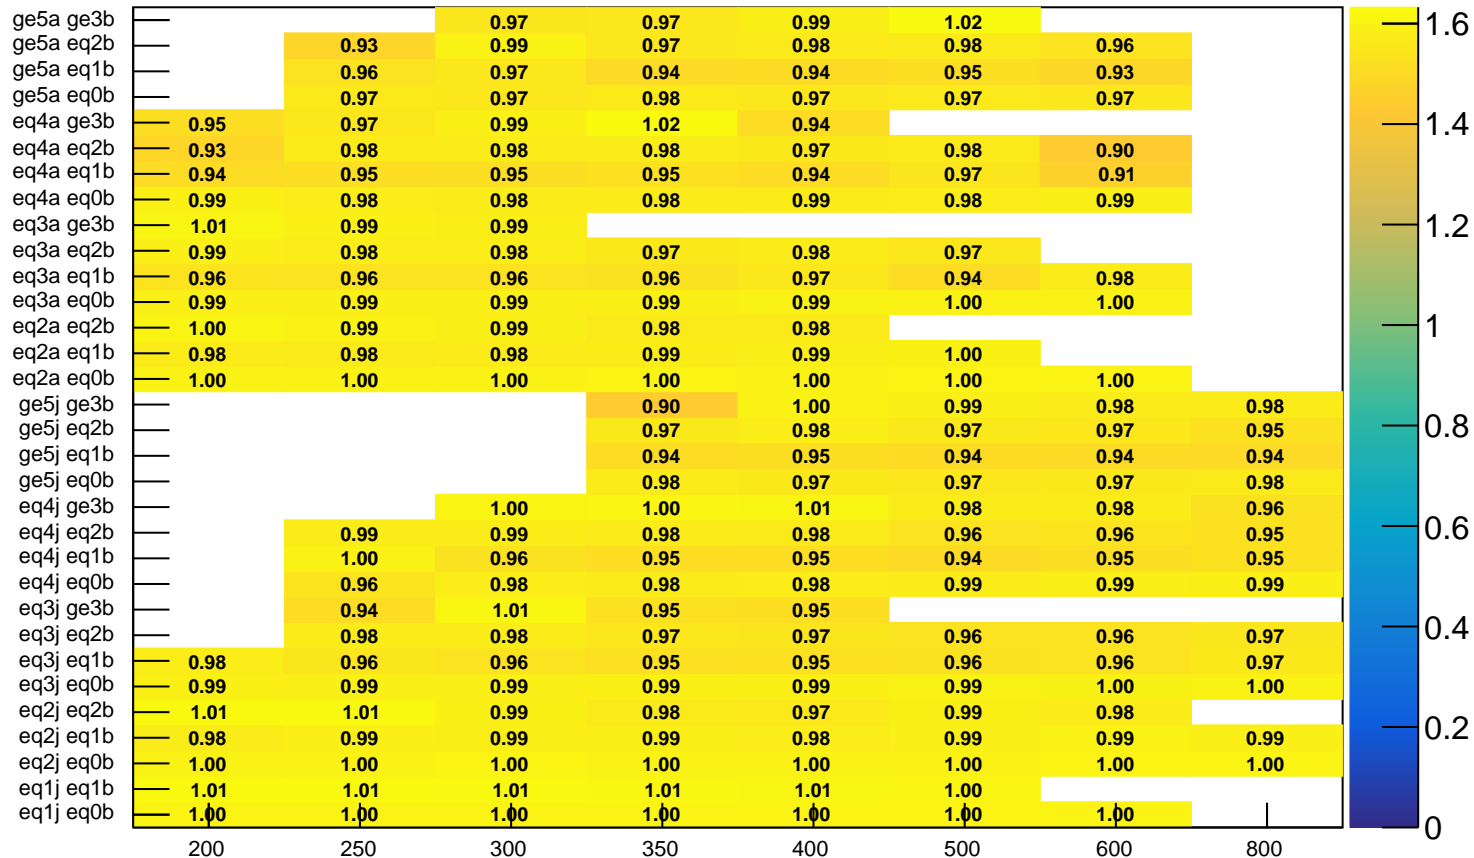 ge5a ge3b 0.97 0.97 0.99 1.02
ge5a eq2b 0.93 0.99 0.97 0.98 0.98 0.96
ge5a eq1b 0.96 0.97 0.94 0.94 0.95 0.93
ge5a eq0b 0.97 0.97 0.98 0.97 0.97 0.97
eq4a ge3b 0.95 0.97 0.99 1.02 0.94
eq4a eq2b 0.93 0.98 0.98 0.98 0.97 0.98 0.90
eq4a eq1b 0.94 0.95 0.95 0.95 0.94 0.97 0.91
eq4a eq0b 0.99 0.98 0.98 0.98 0.99 0.98 0.99
eq3a ge3b 1.01 0.99 0.99
eq3a eq2b 0.99 0.98 0.98 0.97 0.98 0.97
eq3a eq1b 0.96 0.96 0.96 0.96 0.97 0.94 0.98
eq3a eq0b 0.99 0.99 0.99 0.99 0.99 1.00 1.00
eq2a eq2b 1.00 0.99 0.99 0.98 0.98
eq2a eq1b 0.98 0.98 0.98 0.99 0.99 1.00
eq2a eq0b 1.00 1.00 1.00 1.00 1.00 1.00 1.00
ge5j ge3b 0.90 1.00 0.99 0.98 0.98
ge5j eq2b 0.97 0.98 0.97 0.97 0.95
ge5j eq1b 0.94 0.95 0.94 0.94 0.94
ge5j eq0b 0.98 0.97 0.97 0.97 0.98
eq4j ge3b 1.00 1.00 1.01 0.98 0.98 0.96
eq4j eq2b 0.99 0.99 0.98 0.98 0.96 0.96 0.95
eq4j eq1b 1.00 0.96 0.95 0.95 0.94 0.95 0.95
eq4j eq0b 0.96 0.98 0.98 0.98 0.99 0.99 0.99
eq3j ge3b 0.94 1.01 0.95 0.95
eq3j eq2b 0.98 0.98 0.97 0.97 0.96 0.96 0.97
eq3j eq1b 0.98 0.96 0.96 0.95 0.95 0.96 0.96 0.97
eq3j eq0b 0.99 0.99 0.99 0.99 0.99 0.99 1.00 1.00
eq2j eq2b 1.01 1.01 0.99 0.98 0.97 0.99 0.98
eq2j eq1b 0.98 0.99 0.99 0.99 0.98 0.99 0.99 0.99
eq2j eq0b 1.00 1.00 1.00 1.00 1.00 1.00 1.00 1.00
eq1j eq1b 1.01 1.01 1.01 1.01 1.01 1.00
eq1j eq0b 1.00 1.00 1.00 1.00 1.00 1.00 1.00
200 250 300 350 400 500 600 800
1.6
1.4
1.2
1
0.8
0.6
0.4
0.2
0